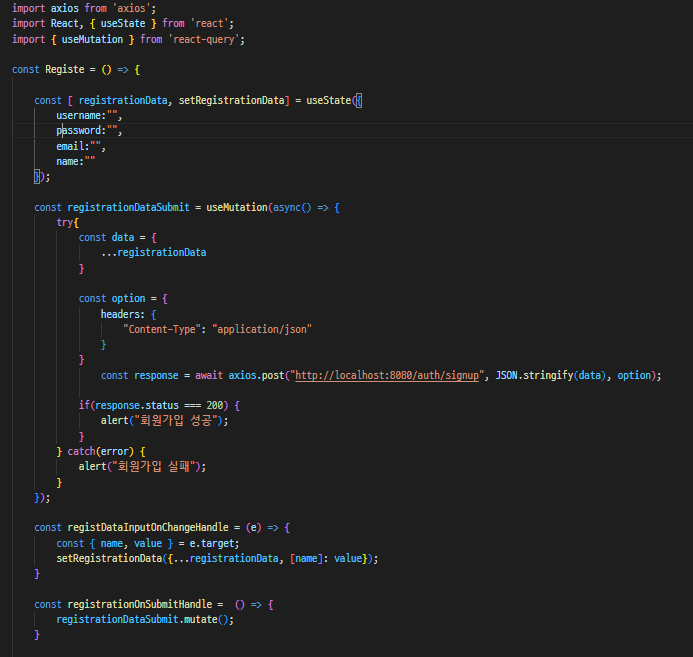 import axios from 'axios';
import React, { useState } from 'react';
import { useMutation } from 'react-query';
const Registe = () => {
const [ registrationData, setRegistrationData] = useState({
username:"",
password:"",
email:"",
name:""
});
const registrationDataSubmit = useMutation(async() => {
try{
const data = {
...registrationData
}
const option = {
headers: {
"Content-Type": "application/json"
}
}
const response = await axios.post("http://localhost:8080/auth/signup", JSON.stringify(data), option);
if(response.status === 200) {
alert("회원가입 성공");
}
} catch(error) {
alert("회원가입 실패");
}
});
const registDataInputOnChangeHandle = (e) => {
const { name, value } = e.target;
setRegistrationData({...registrationData, [name]: value});
}
const registrationOnSubmitHandle =  () => {
registrationDataSubmit.mutate();
}